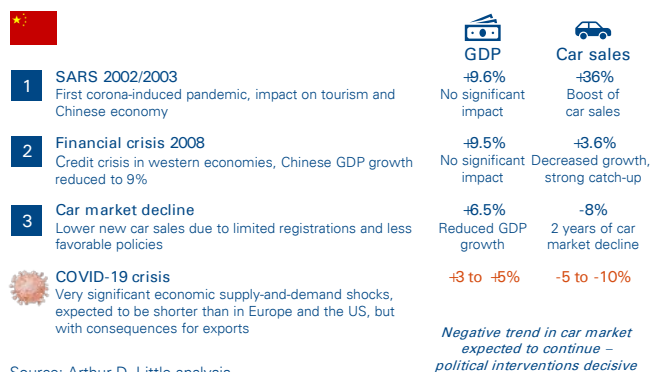 GDP
Car sales
1
SARS 2002/2003
First corona-induced pandemic, impact on tourism and
Chinese economy
+9.6%
No significant
impact
+36%
Boost of
car sales
2
Financial crisis 2008
Credit crisis in western economies, Chinese GDP growth
reduced to 9%
+9.5%
No significant
impact
+3.6%
Decreased growth,
strong catch-up
3
Car market decline
Lower new car sales due to limited registrations and less
favorable policies
+6.5%
Reduced GDP
growth
-8%
2 years of car
market decline
COVID-19 crisis
Very significant economic supply-and-demand shocks,
expected to be shorter than in Europe and the US, but
with consequences for exports
+3 to +5%
-5 to -10%
Negative trend in car market
expected to continue –
political interventions decisive
Source: Arthur D. Little analysis